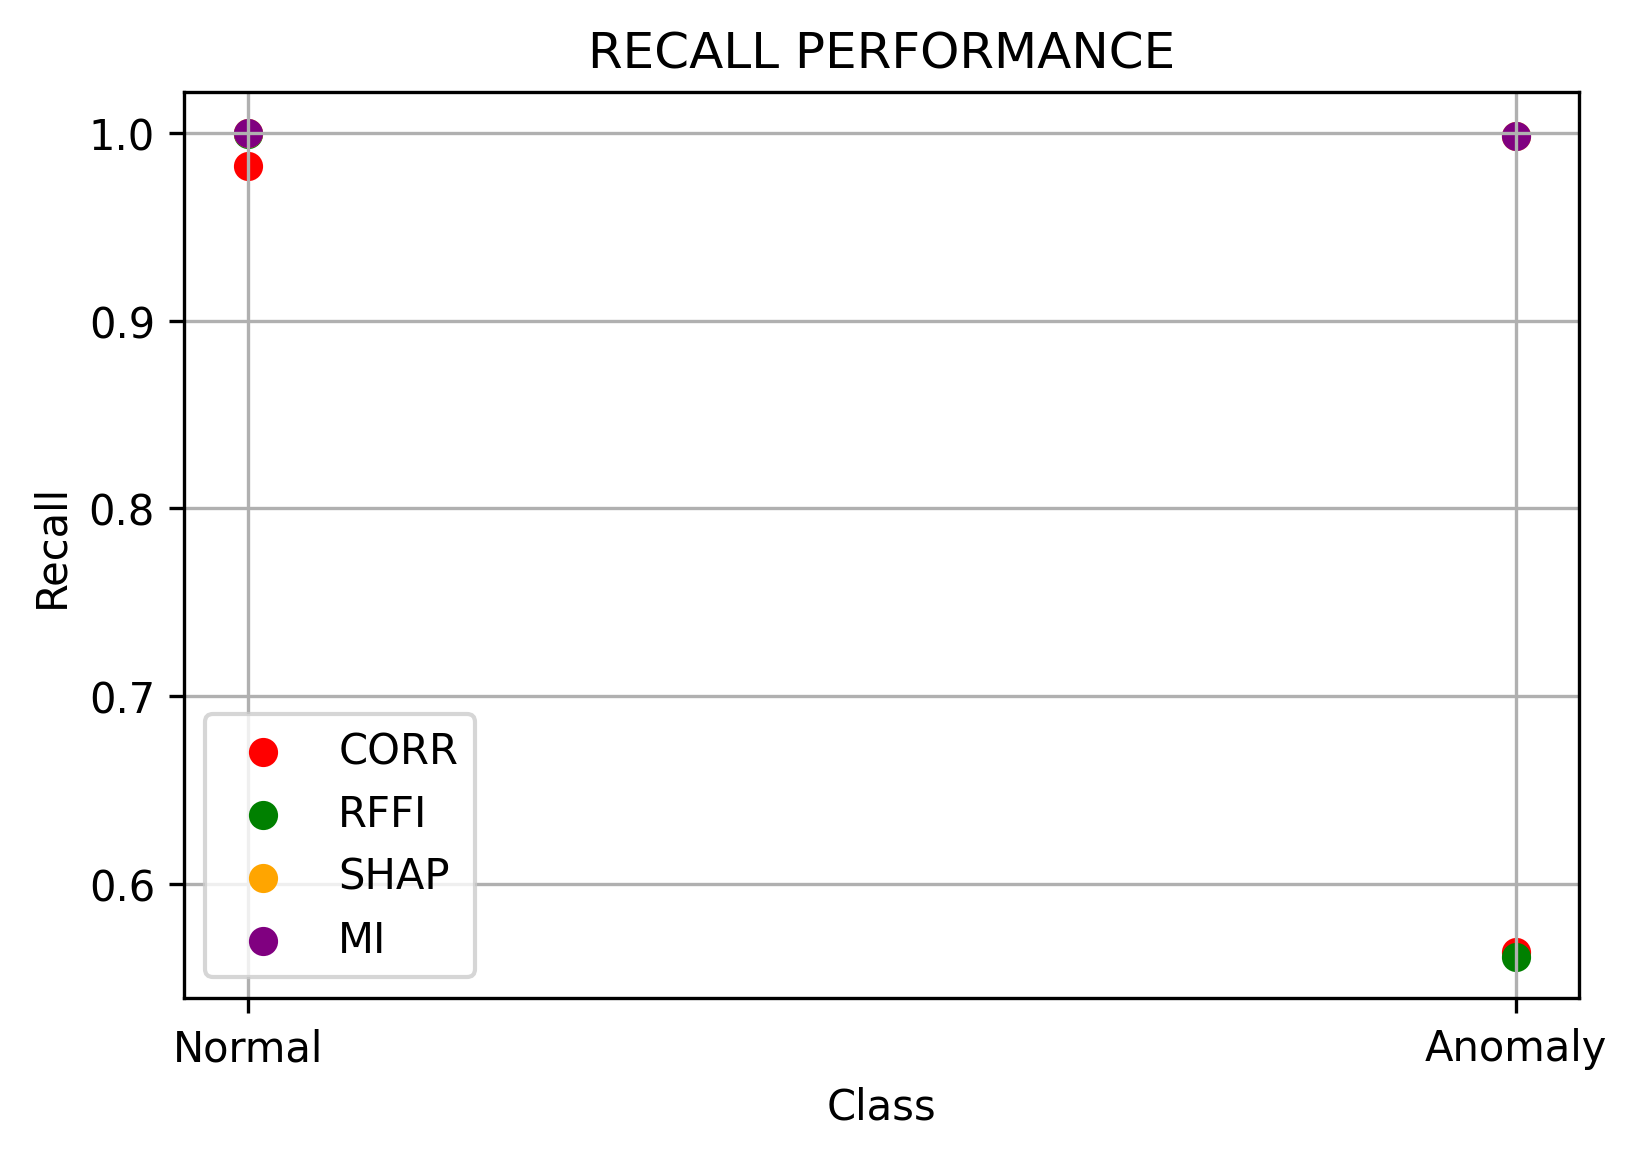 RECALL PERFORMANCE
1.0
0.9
0.8
0.7
0.6
Recall
CORR
RFFI
SHAP
MI
Normal
Anomaly
Class